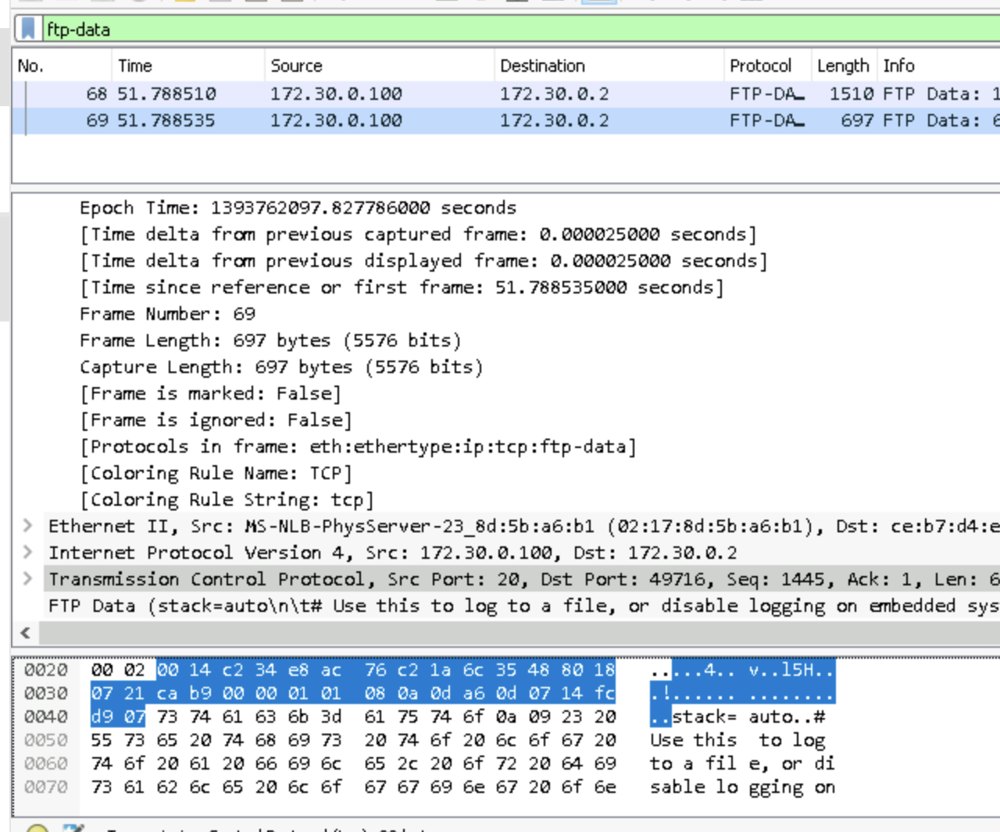 ftp-data
No. Time Source Destination Protocol Length Info
68 51.788510 172.30.0.100 172.30.0.2 FTP-DA… 1510 FTP Data: 1
69 51.788535 172.30.0.100 172.30.0.2 FTP-DA… 697 FTP Data: 6
Epoch Time: 1393762097.827786000 seconds
[Time delta from previous captured frame: 0.000025000 seconds]
[Time delta from previous displayed frame: 0.000025000 seconds]
[Time since reference or first frame: 51.788535000 seconds]
Frame Number: 69
Frame Length: 697 bytes (5576 bits)
Capture Length: 697 bytes (5576 bits)
[Frame is marked: False]
[Frame is ignored: False]
[Protocols in frame: eth:ethertype:ip:tcp:ftp-data]
[Coloring Rule Name: TCP]
[Coloring Rule String: tcp]
Ethernet II, Src: MS-NLB-PhysServer-23_8d:5b:a6:b1 (02:17:8d:5b:a6:b1), Dst: ce:b7:d4:e
Internet Protocol Version 4, Src: 172.30.0.100, Dst: 172.30.0.2
Transmission Control Protocol, Src Port: 20, Dst Port: 49716, Seq: 1445, Ack: 1, Len: 6
FTP Data (stack=auto\n\t# Use this to log to a file, or disable logging on embedded sys
0020 00 02 00 14 c2 34 e8 ac 76 c2 1a 6c 35 48 80 18 .....4.. v..l5H..
0030 07 21 ca b9 00 00 01 01 08 0a 0d a6 0d 07 14 fc .!...... ........
0040 d9 07 73 74 61 63 6b 3d 61 75 74 6f 0a 09 23 20 ..stack= auto..#
0050 55 73 65 20 74 68 69 73 20 74 6f 20 6c 6f 67 20 Use this to log
0060 74 6f 20 61 20 66 69 6c 65 2c 20 6f 72 20 64 69 to a fil e, or di
0070 73 61 62 6c 65 20 6c 6f 67 67 69 6e 67 20 6f 6e sable lo gging on